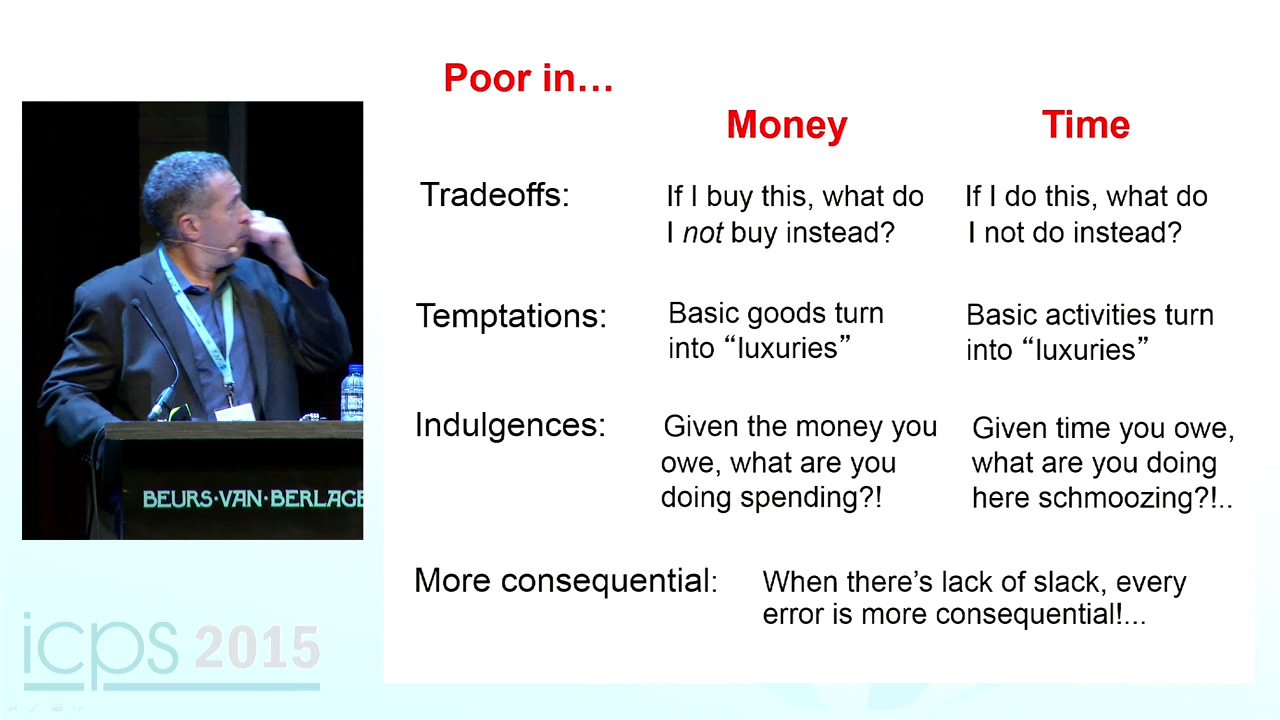 Poor in…
Money
Time
Tradeoffs:
If I buy this, what do
I not buy instead?
If I do this, what do
I not do instead?
Temptations:
Basic goods turn
into “luxuries”
Basic activities turn
into “luxuries”
Indulgences:
Given the money you
owe, what are you
doing spending?!
Given time you owe,
what are you doing
here schmoozing?!..
More consequential:
When there’s lack of slack, every
error is more consequential!...
BEURS·VAN·BERLAGE
icps 2015